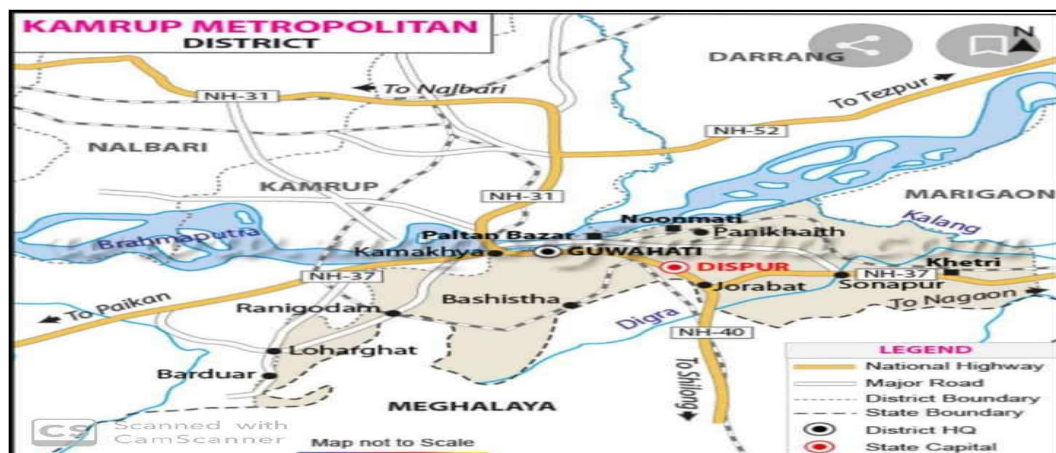 KAMRUP METROPOLITAN
DISTRICT
N
DARRANG
To Nalbari
NH-31
To Tezpur
NH-52
NALBARI
KAMRUP
NH-31
MARIGAON
Noonmati
Kalang
Brahmaputra
Paltan Bazar
Panikhaith
Kamakhya
GUWAHATI
DISPUR
Khetri
NH-37
NH-37
Jorabat
Sonapur
To Paikan
Ranigodam
Bashistha
Jo Nagaon
Digra
NH-40
Loharghat
To Shilong
Barduar
MEGHALAYA
LEGEND
National Highway
Major Road
District Boundary
State Boundary
District HQ
State Capital
CS Scanned with
CamScanner
Map not to Scale